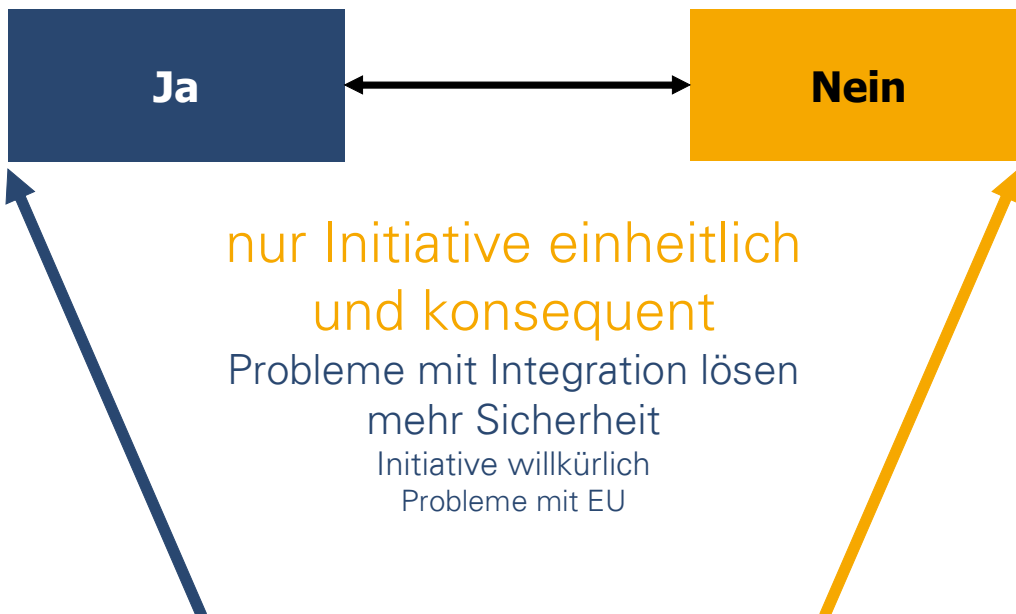 Ja
Nein
nur Initiative einheitlich
und konsequent
Probleme mit Integration lösen
mehr Sicherheit
Initiative willkürlich
Probleme mit EU